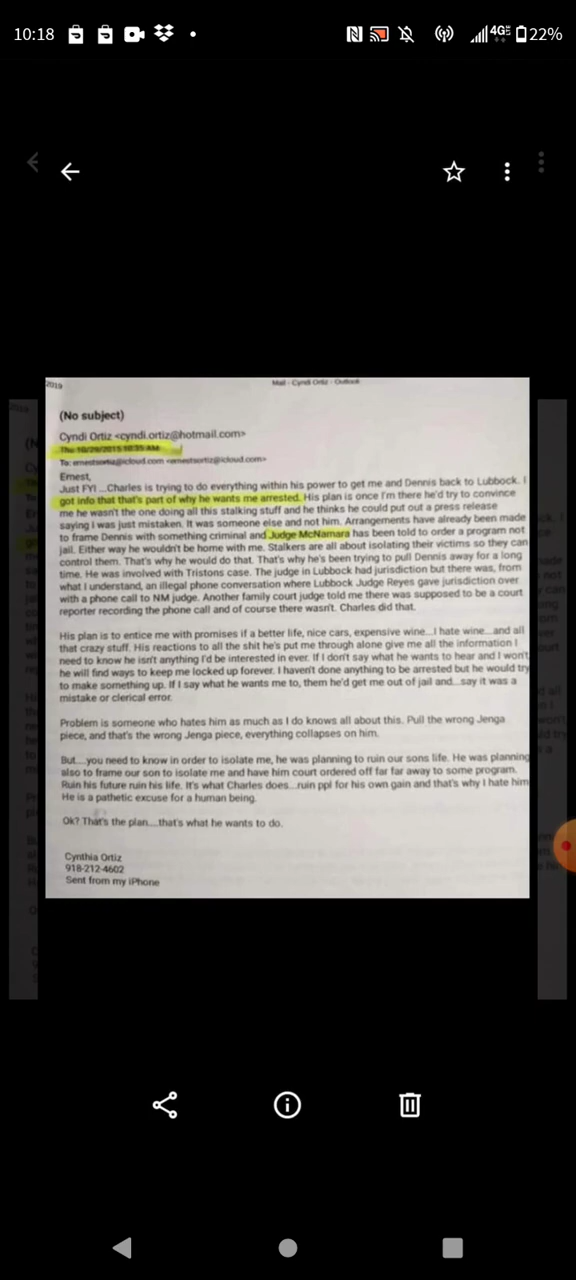 10:18
4G
22%
2019
Mail - Cyndi Ortiz - Outlook
(No subject)
Cyndi Ortiz <cyndi.ortiz@hotmail.com>
Thu 10/29/2015 10:35 AM
To: ernestsortiz@icloud.com <ernestsortiz@icloud.com>
Ernest,
Just FYI ...Charles is trying to do everything within his power to get me and Dennis back to Lubbock. I
got info that that's part of why he wants me arrested. His plan is once I'm there he'd try to convince
me he wasn't the one doing all this stalking stuff and he thinks he could put out a press release
saying I was just mistaken. It was someone else and not him. Arrangements have already been made
to frame Dennis with something criminal and Judge McNamara has been told to order a program not
jail. Either way he wouldn't be home with me. Stalkers are all about isolating their victims so they can
control them. That's why he would do that. That's why he's been trying to pull Dennis away for a long
time. He was involved with Tristons case. The judge in Lubbock had jurisdiction but there was, from
what I understand, an illegal phone conversation where Lubbock Judge Reyes gave jurisdiction over
with a phone call to NM judge. Another family court judge told me there was supposed to be a court
reporter recording the phone call and of course there wasn't. Charles did that.
His plan is to entice me with promises if a better life, nice cars, expensive wine...I hate wine...and all
that crazy stuff. His reactions to all the shit he's put me through alone give me all the information I
need to know he isn't anything I'd be interested in ever. If I don't say what he wants to hear and I won't
he will find ways to keep me locked up forever. I haven't done anything to be arrested but he would try
to make something up. If I say what he wants me to, them he'd get me out of jail and...say it was a
mistake or clerical error.
Problem is someone who hates him as much as I do knows all about this. Pull the wrong Jenga
piece, and that's the wrong Jenga piece, everything collapses on him.
But....you need to know in order to isolate me, he was planning to ruin our sons life. He was planning
also to frame our son to isolate me and have him court ordered off far far away to some program.
Ruin his future ruin his life. It's what Charles does...ruin ppl for his own gain and that's why I hate him
He is a pathetic excuse for a human being.
Ok? That's the plan....that's what he wants to do.
Cynthia Ortiz
918-212-4602
Sent from my iPhone